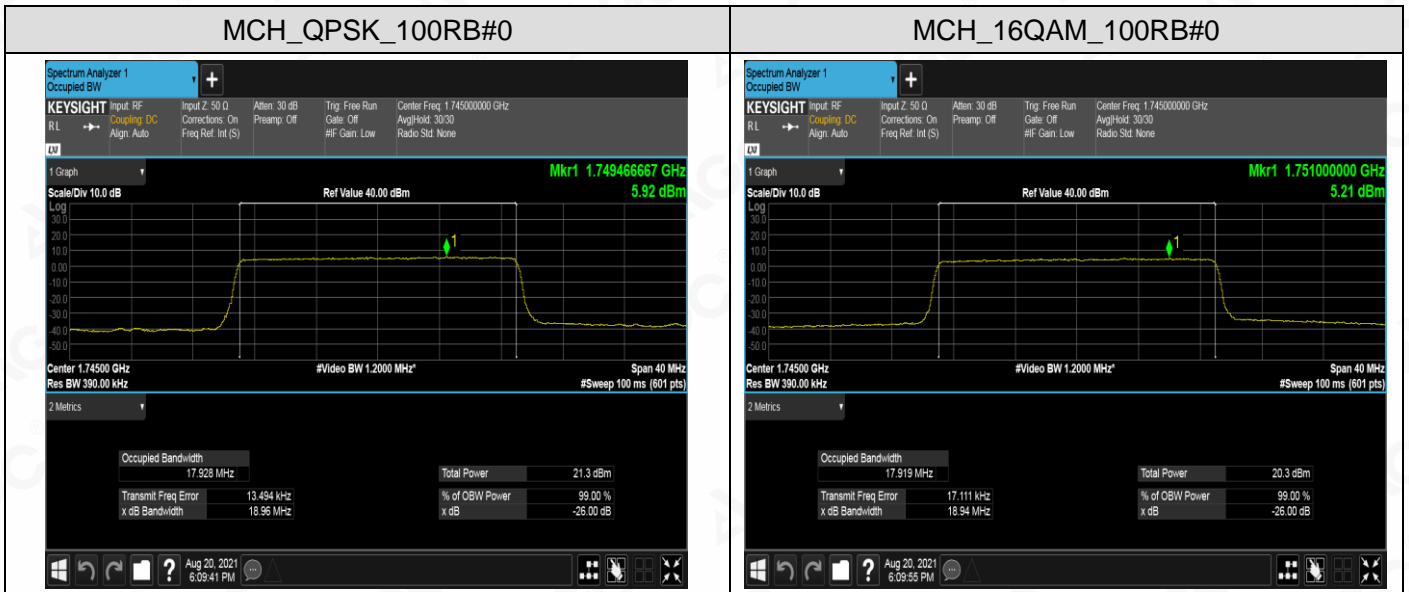 MCH_QPSK_100RB#0
Spectrum Analyzer 1
Occupied BW
KEYSIGHT Input: RF Input Z: 50 Ω Atten: 30 dB Trig: Free Run Center Freq: 1.745000000 GHz
RL Coupling: DC Corrections: On Preamp: Off Gate: Off Avg|Hold: 30/30
Align: Auto Freq Ref: Int (S) #IF Gain: Low Radio Std: None
LXI
1 Graph Mkr1 1.749466667 GHz
Scale/Div 10.0 dB Ref Value 40.00 dBm 5.92 dBm
Log
30.0
20.0
1
10.0
0.00
-10.0
-20.0
-30.0
-40.0
-50.0
Center 1.74500 GHz #Video BW 1.2000 MHz* Span 40 MHz
Res BW 390.00 kHz #Sweep 100 ms (601 pts)
2 Metrics
Occupied Bandwidth
17.928 MHz Total Power 21.3 dBm
Transmit Freq Error 13.494 kHz % of OBW Power 99.00 %
x dB Bandwidth 18.96 MHz x dB -26.00 dB
Aug 20, 2021
6:09:41 PM
MCH_16QAM_100RB#0
Spectrum Analyzer 1
Occupied BW
KEYSIGHT Input: RF Input Z: 50 Ω Atten: 30 dB Trig: Free Run Center Freq: 1.745000000 GHz
RL Coupling: DC Corrections: On Preamp: Off Gate: Off Avg|Hold: 30/30
Align: Auto Freq Ref: Int (S) #IF Gain: Low Radio Std: None
LXI
1 Graph Mkr1 1.751000000 GHz
Scale/Div 10.0 dB Ref Value 40.00 dBm 5.21 dBm
Log
30.0
20.0
1
10.0
0.00
-10.0
-20.0
-30.0
-40.0
-50.0
Center 1.74500 GHz #Video BW 1.2000 MHz* Span 40 MHz
Res BW 390.00 kHz #Sweep 100 ms (601 pts)
2 Metrics
Occupied Bandwidth
17.919 MHz Total Power 20.3 dBm
Transmit Freq Error 17.111 kHz % of OBW Power 99.00 %
x dB Bandwidth 18.94 MHz x dB -26.00 dB
Aug 20, 2021
6:09:55 PM